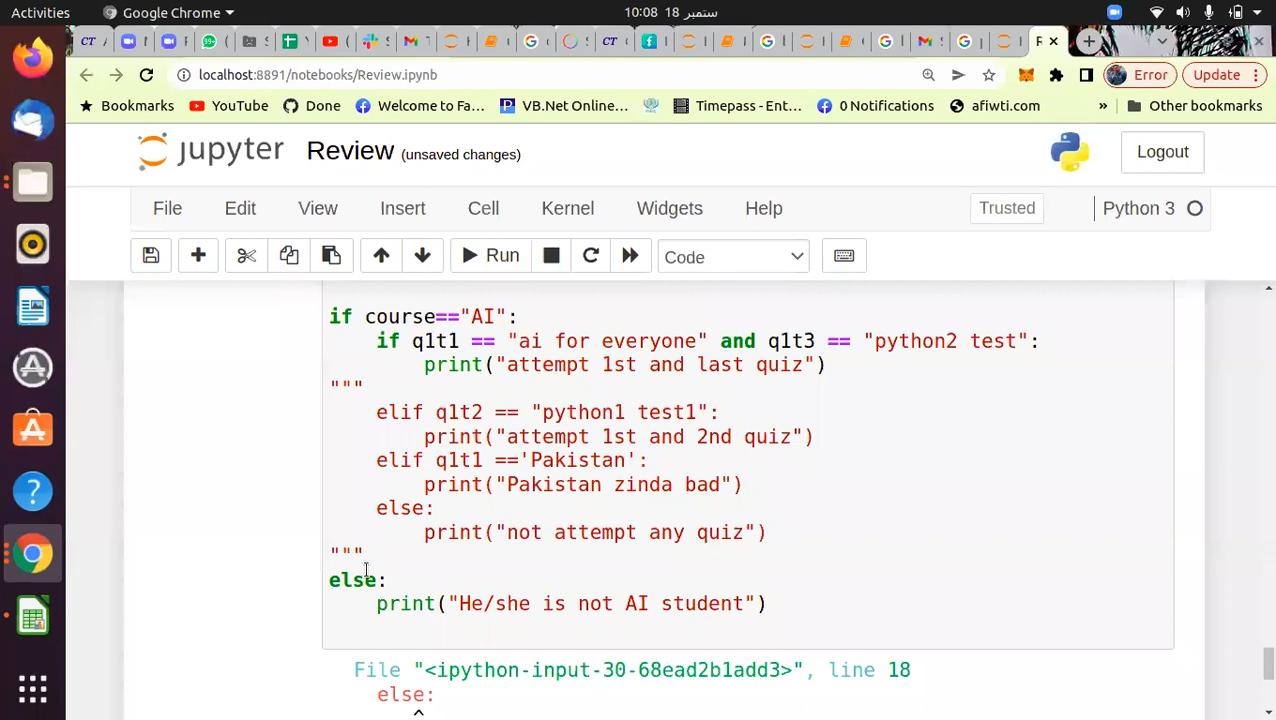 Activities Google Chrome 10:08 18 ستمبر
localhost:8891/notebooks/Review.ipynb Error Update
Bookmarks YouTube Done Welcome to Fa... VB.Net Online... Timepass - Ent... 0 Notifications afiwti.com » Other bookmarks
jupyter Review (unsaved changes) Logout
File Edit View Insert Cell Kernel Widgets Help Trusted Python 3
Run Code
if course=="AI":
if q1t1 == "ai for everyone" and q1t3 == "python2 test":
print("attempt 1st and last quiz")
"""
elif q1t2 == "python1 test1":
print("attempt 1st and 2nd quiz")
elif q1t1 =='Pakistan':
print("Pakistan zinda bad")
else:
print("not attempt any quiz")
"""
else:
print("He/she is not AI student")
File "<ipython-input-30-68ead2b1add3>", line 18
else:
^